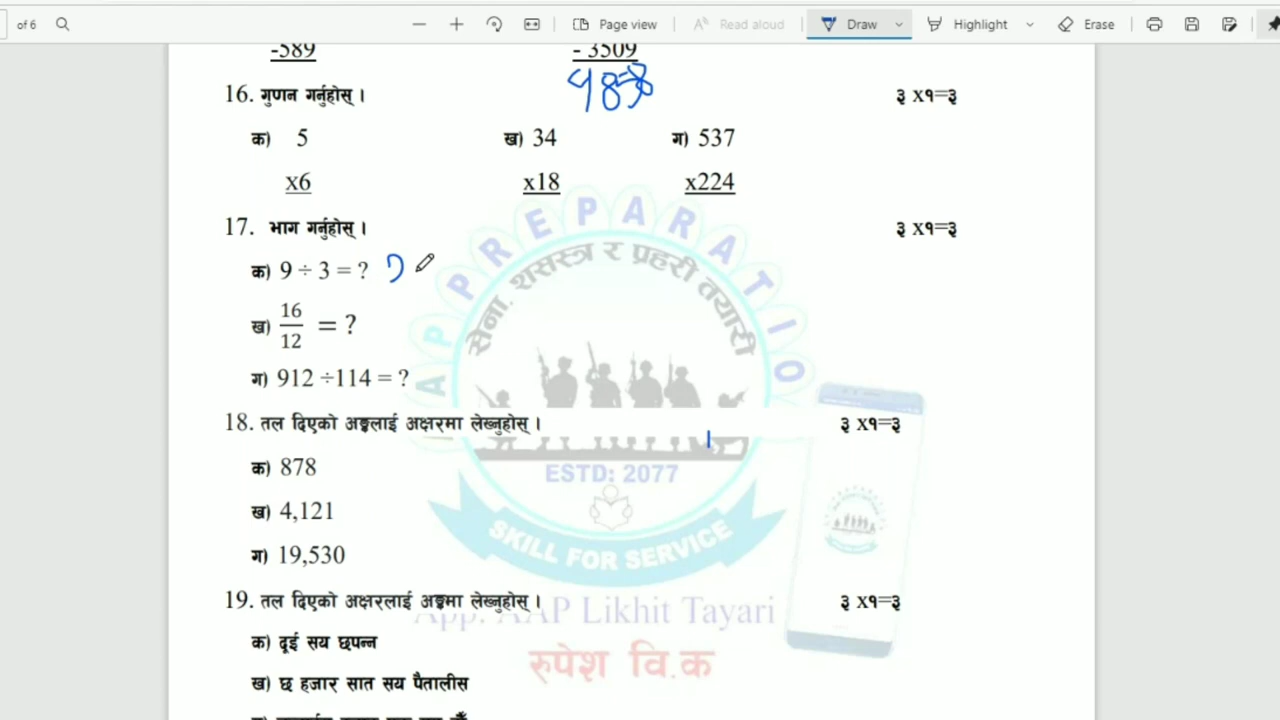 of 6 Page view Read aloud Draw Highlight Erase
-589 - 3509
16. गुणन गर्नुहोस् । ३ x१=३
क) 5 ख) 34 ग) 537
x6 x18 x224
17. भाग गर्नुहोस् । ३ x१=३
क) 9 ÷ 3 = ?
ख) 16/12 = ?
ग) 912 ÷114 = ?
18. तल दिएको अङ्कलाई अक्षरमा लेख्नुहोस् । ३ x१=३
क) 878
ख) 4,121
ग) 19,530
19. तल दिएको अक्षरलाई अङ्कमा लेख्नुहोस् । ३ x१=३
क) दूई सय छपन्न
ख) छ हजार सात सय पैतालीस
AAP PREPARATION
सेना. शसस्त्र र प्रहरी तयारी
ESTD: 2077
SKILL FOR SERVICE
App: AAP Likhit Tayari
रुपेश वि.क